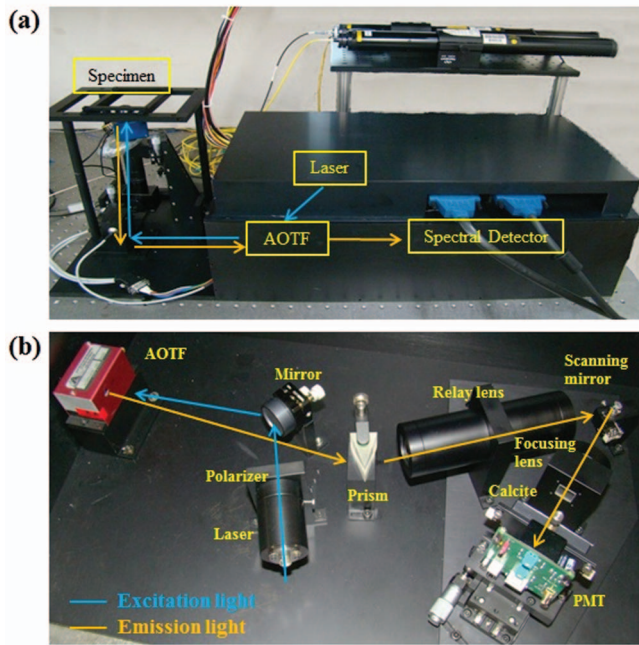 (a)
Specimen
Laser
AOTF
Spectral Detector
(b)
AOTF
Mirror
Relay lens
Scanning
mirror
Focusing
lens
Polarizer
Calcite
Prism
Laser
PMT
Excitation light
Emission light